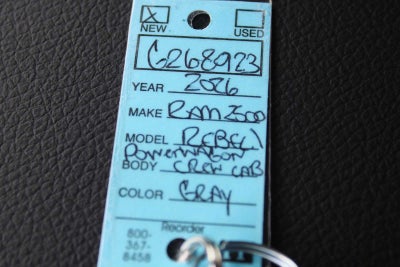 X
NEW USED
G268923
YEAR 2026
MAKE RAM 2500
MODEL REBEL
POWERWAGON
BODY CREW CAB
COLOR GRAY
Reorder
800-
367-
8458